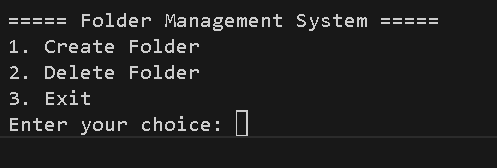 ===== Folder Management System =====
1. Create Folder
2. Delete Folder
3. Exit
Enter your choice: